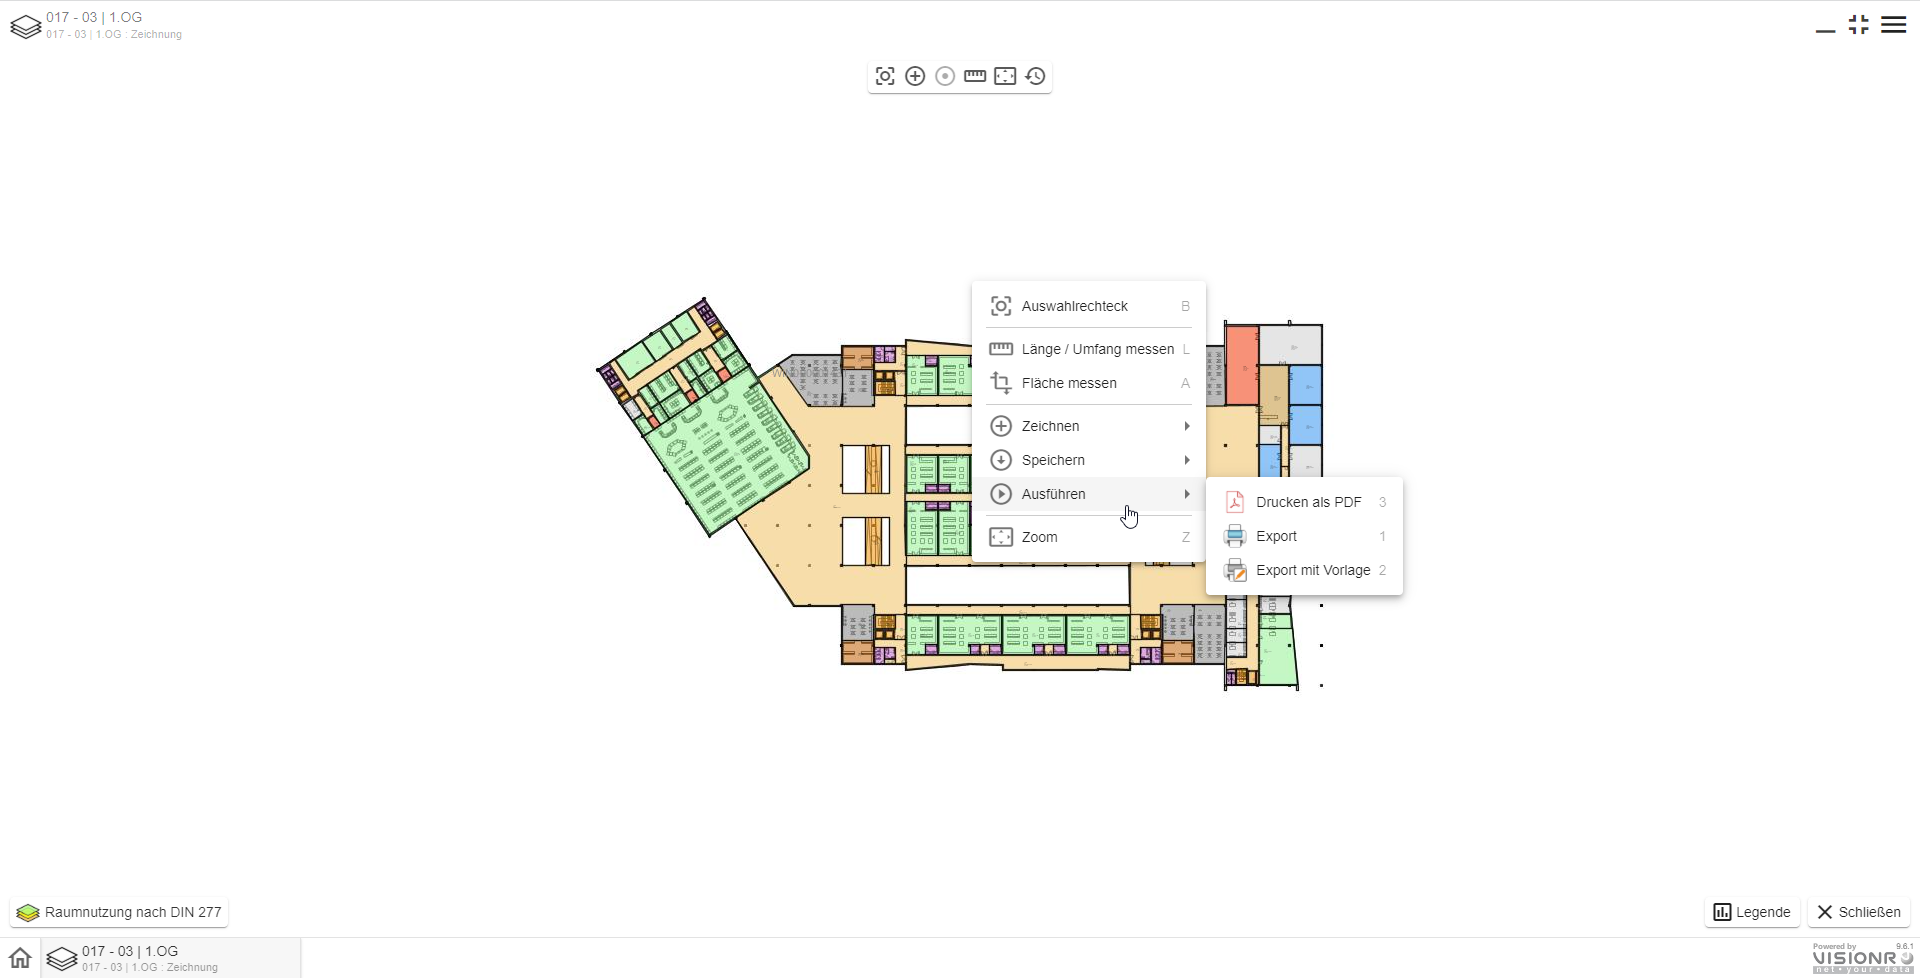 017 - 03 | 1.OG
017 - 03 | 1.OG : Zeichnung
Auswahlrechteck B
Länge / Umfang messen L
Fläche messen A
Zeichnen
Speichern
Ausführen
Zoom Z
Drucken als PDF 3
Export 1
Export mit Vorlage 2
Raumnutzung nach DIN 277
Legende
Schließen
017 - 03 | 1.OG
017 - 03 | 1.OG : Zeichnung
Powered by 9.6.1
VISIONR
net • your • data